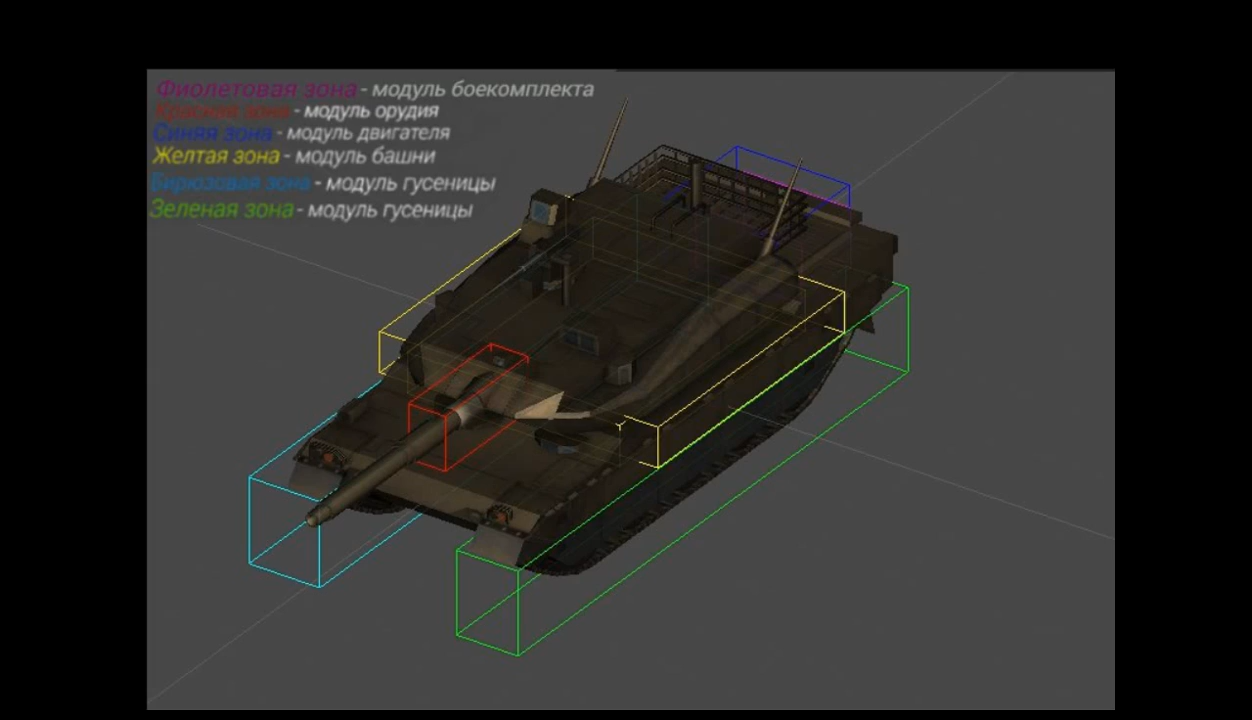 Фиолетовая зона - модуль боекомплекта
Красная зона - модуль орудия
Синяя зона - модуль двигателя
Желтая зона - модуль башни
Бирюзовая зона - модуль гусеницы
Зеленая зона - модуль гусеницы